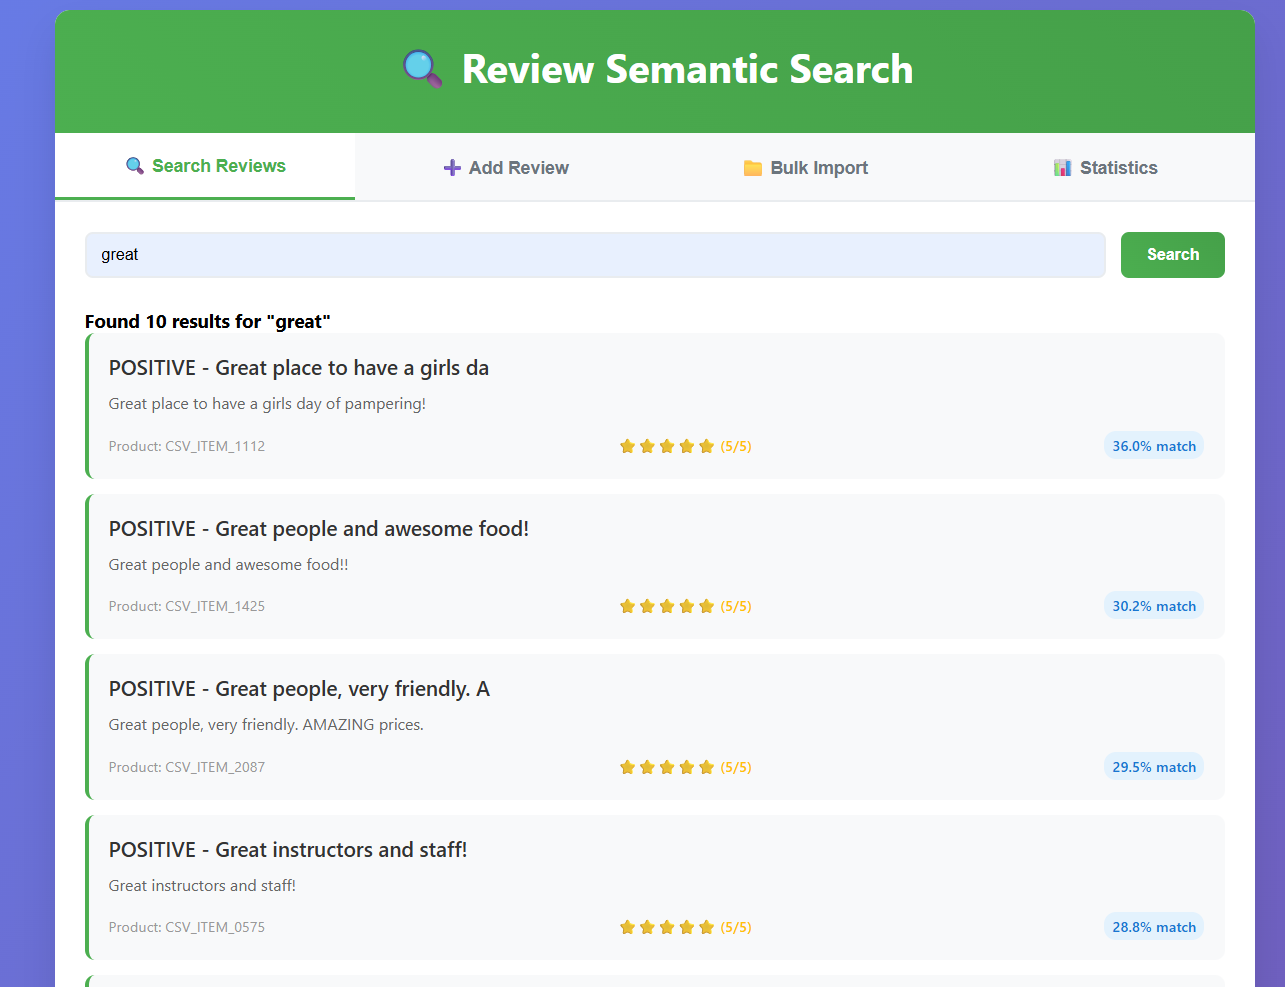 Review Semantic Search
Search Reviews
Add Review
Bulk Import
Statistics
great
Search
Found 10 results for "great"
POSITIVE - Great place to have a girls da
Great place to have a girls day of pampering!
Product: CSV_ITEM_1112
(5/5)
36.0% match
POSITIVE - Great people and awesome food!
Great people and awesome food!!
Product: CSV_ITEM_1425
(5/5)
30.2% match
POSITIVE - Great people, very friendly. A
Great people, very friendly. AMAZING prices.
Product: CSV_ITEM_2087
(5/5)
29.5% match
POSITIVE - Great instructors and staff!
Great instructors and staff!
Product: CSV_ITEM_0575
(5/5)
28.8% match